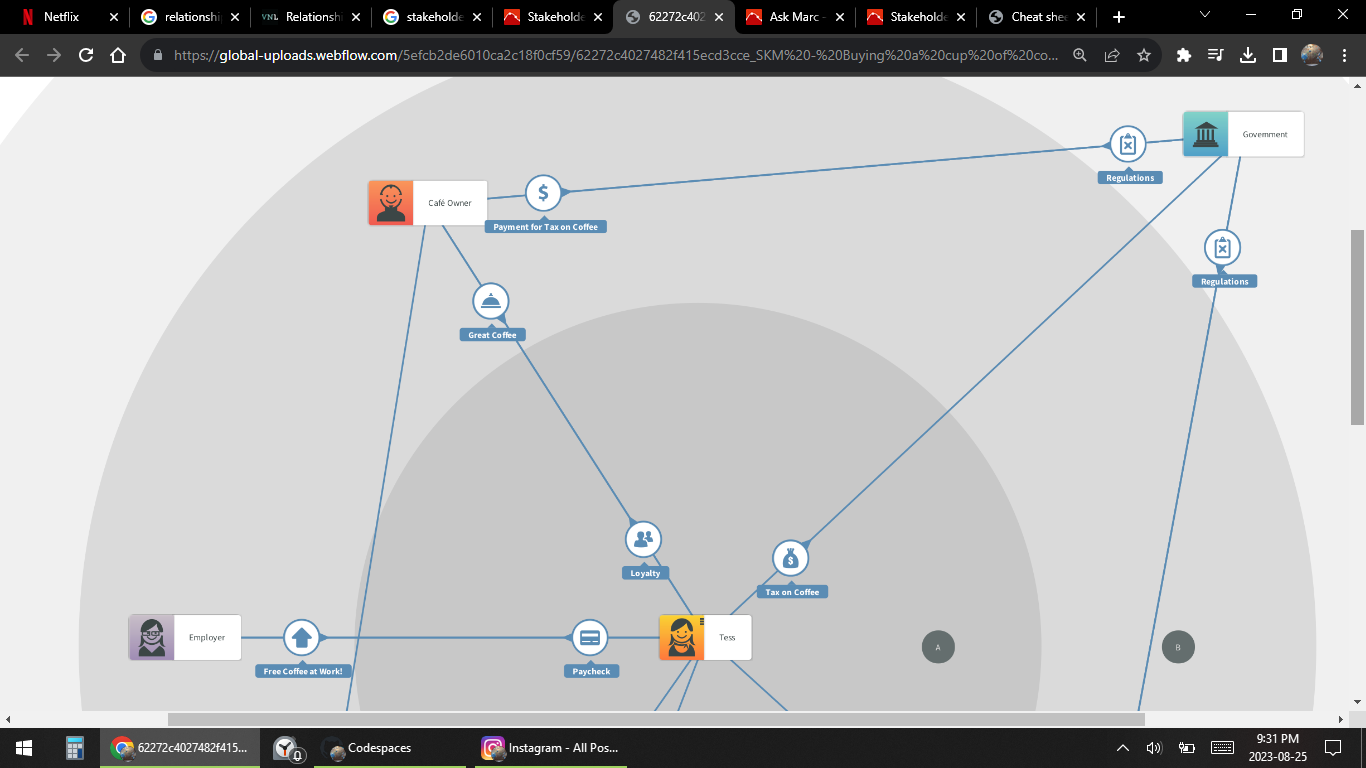 Netflix
relationshi
Relationshi
stakeholde
Stakeholde
62272c402
Ask Marc -
Stakeholde
Cheat shee
https://global-uploads.webflow.com/5efcb2de6010ca2c18f0cf59/62272c4027482f415ecd3cce_SKM%20-%20Buying%20a%20cup%20of%20co...
Government
Regulations
Café Owner
$
Payment for Tax on Coffee
Regulations
Great Coffee
Loyalty
Tax on Coffee
Employer
Tess
A
B
Free Coffee at Work!
Paycheck
62272c4027482f415...
Codespaces
Instagram - All Pos...
9:31 PM
2023-08-25